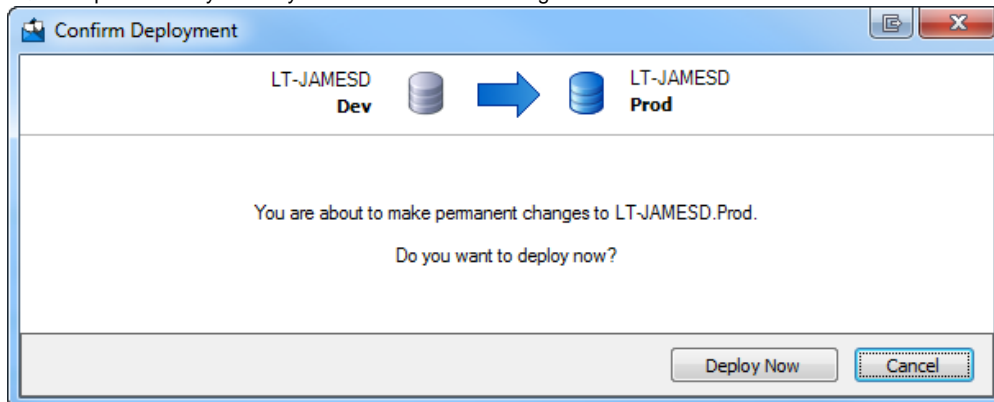 Confirm Deployment
LT-JAMESD
Dev
LT-JAMESD
Prod
You are about to make permanent changes to LT-JAMESD.Prod.
Do you want to deploy now?
Deploy Now
Cancel